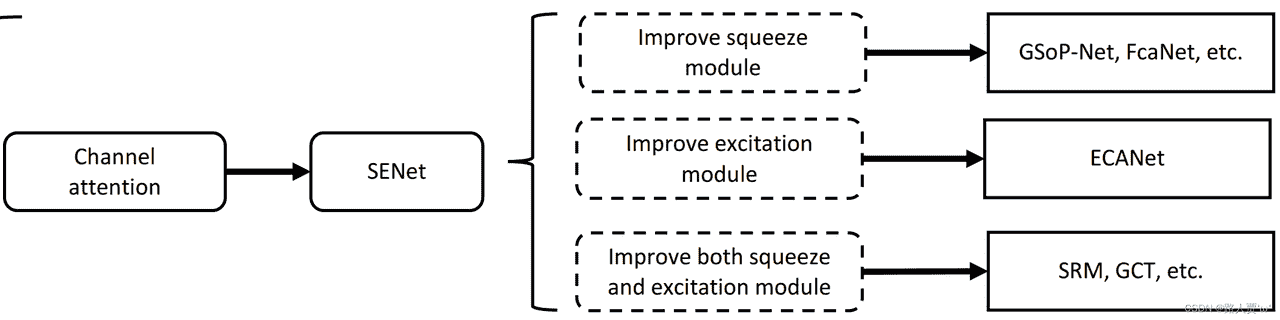 Improve squeeze
module
GSoP-Net, FcaNet, etc.
Channel
attention
SENet
Improve excitation
module
ECANet
Improve both squeeze
and excitation module
SRM, GCT, etc.